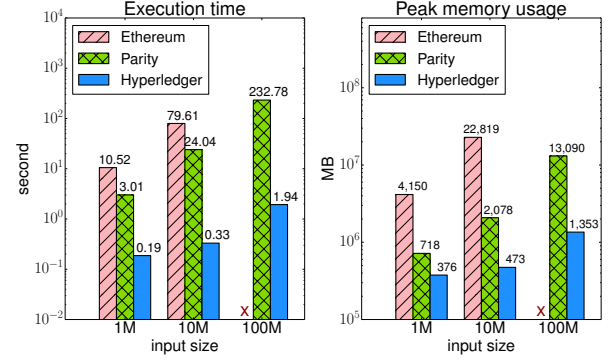 Execution time
Ethereum
Parity
Hyperledger
10^4
10^3
10^2
10^1
10^0
10^-1
10^-2
second
10.52
3.01
0.19
79.61
24.04
0.33
x
232.78
1.94
1M
10M
100M
input size
Peak memory usage
Ethereum
Parity
Hyperledger
10^8
10^7
10^6
10^5
MB
4,150
718
376
22,819
2,078
473
x
13,090
1,353
1M
10M
100M
input size